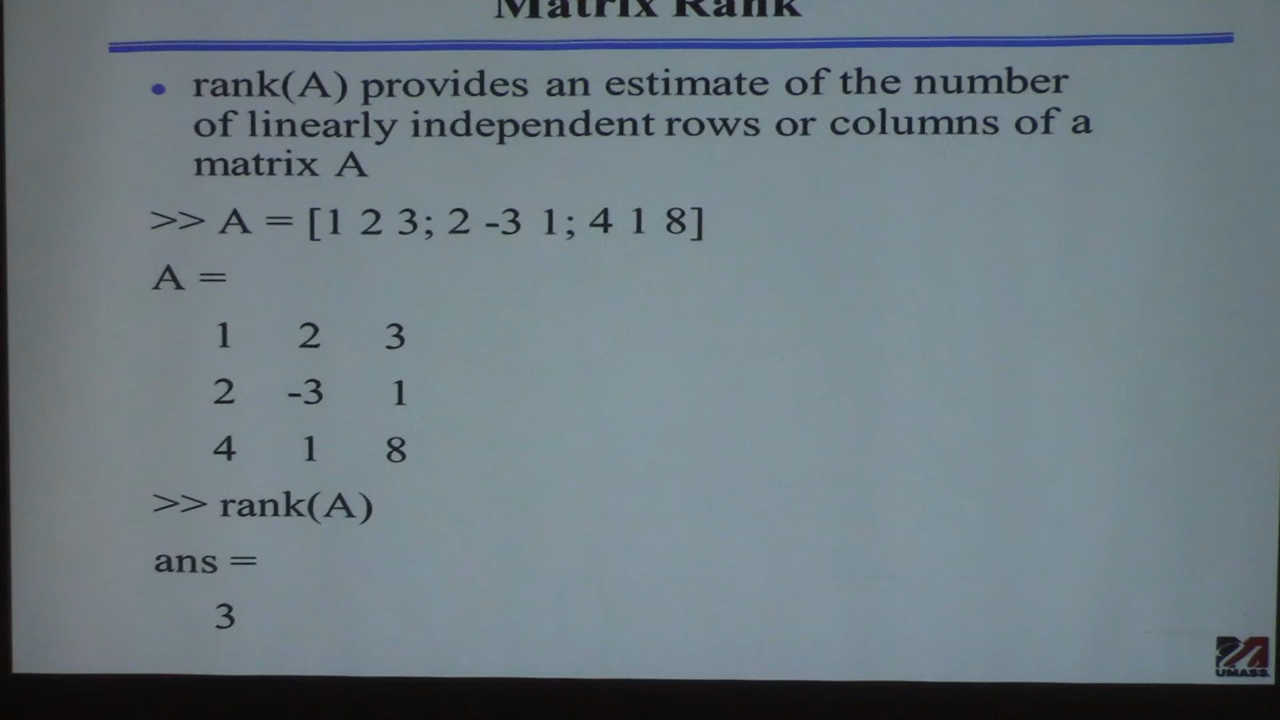 Matrix Rank
• rank(A) provides an estimate of the number
of linearly independent rows or columns of a
matrix A
>> A = [1 2 3; 2 -3 1; 4 1 8]
A =
1 2 3
2 -3 1
4 1 8
>> rank(A)
ans =
3
UMASS